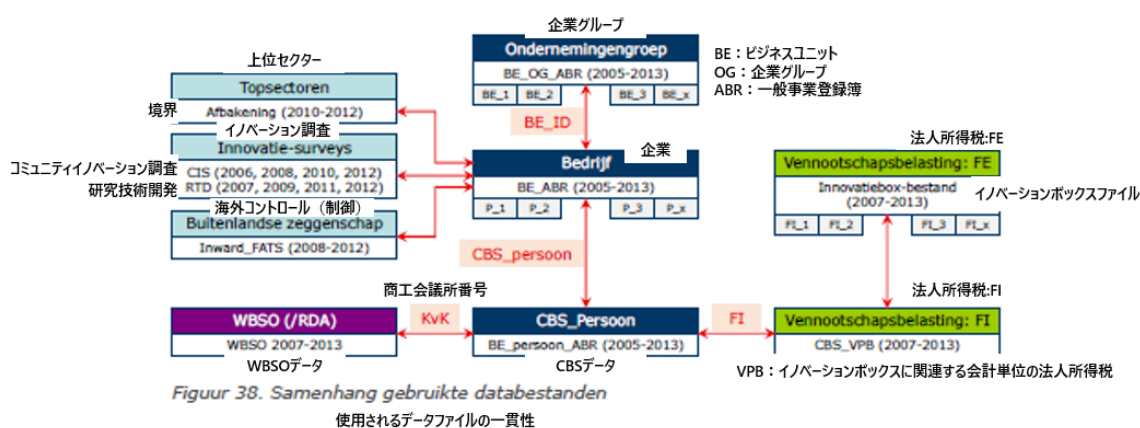 企業グループ
Ondernemingengroep
BE_OG_ABR (2005-2013)
BE_1 BE_2 BE_3 BE_x
BE：ビジネスユニット
OG：企業グループ
ABR：一般事業登録簿
上位セクター
Topsectoren
境界
Afbakening (2010-2012)
BE_ID
イノベーション調査
Innovatie-surveys
コミュニティイノベーション調査
CIS (2006, 2008, 2010, 2012)
研究技術開発
RTD (2007, 2009, 2011, 2012)
海外コントロール（制御）
Buitenlandse zeggenschap
Inward_FATS (2008-2012)
企業
Bedrijf
BE_ABR (2005-2013)
P_1 P_2 P_3 P_x
法人所得税:FE
Vennootschapsbelasting: FE
Innovatiebox-bestand
(2007-2013)
イノベーションボックスファイル
FI_1 FI_2 FI_3 FI_x
CBS_persoon
商工会議所番号
法人所得税:FI
WBSO (/RDA)
WBSO 2007-2013
WBSOデータ
KvK
CBS_Persoon
BE_persoon_ABR (2005-2013)
CBSデータ
FI
Vennootschapsbelasting: FI
CBS_VPB (2007-2013)
VPB：イノベーションボックスに関連する会計単位の法人所得税
Figuur 38. Samenhang gebruikte databestanden
使用されるデータファイルの一貫性